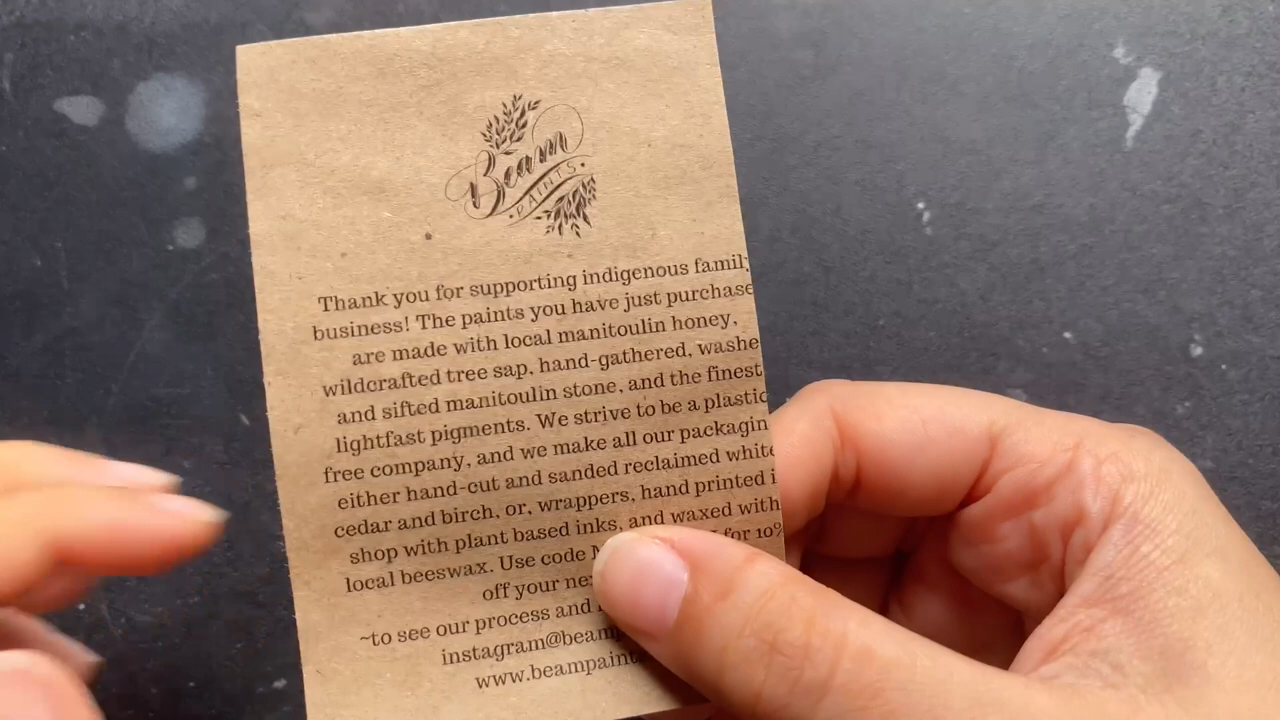 Beam
PAINTS
Thank you for supporting indigenous famil
business! The paints you have just purchase
are made with local manitoulin honey,
wildcrafted tree sap, hand-gathered, washe
and sifted manitoulin stone, and the finest
lightfast pigments. We strive to be a plastic
free company, and we make all our packagin
either hand-cut and sanded reclaimed white
cedar and birch, or, wrappers, hand printed i
shop with plant based inks, and waxed with
local beeswax. Use code for 10%
off your
~to see our process and
instagram@beam
www.beampaint